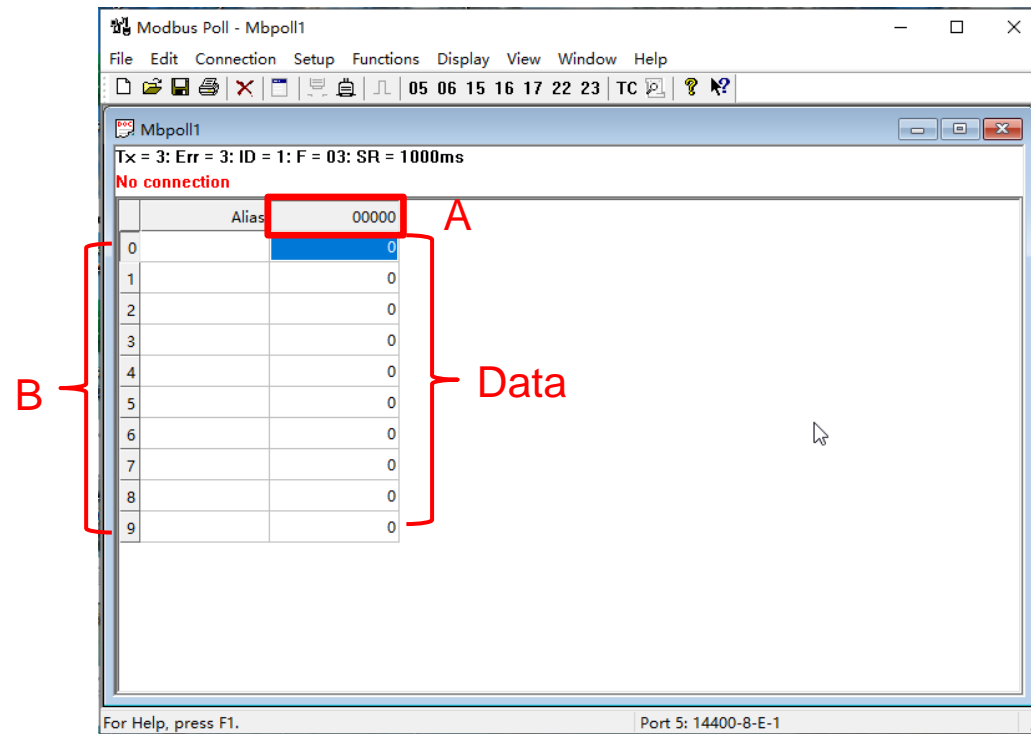 Modbus Poll - Mbpoll1
File Edit Connection Setup Functions Display View Window Help
05 06 15 16 17 22 23 TC
Mbpoll1
Tx = 3: Err = 3: ID = 1: F = 03: SR = 1000ms
No connection
Alias 00000
A
0 0
1 0
2 0
3 0
4 0
B
Data
5 0
6 0
7 0
8 0
9 0
For Help, press F1. Port 5: 14400-8-E-1